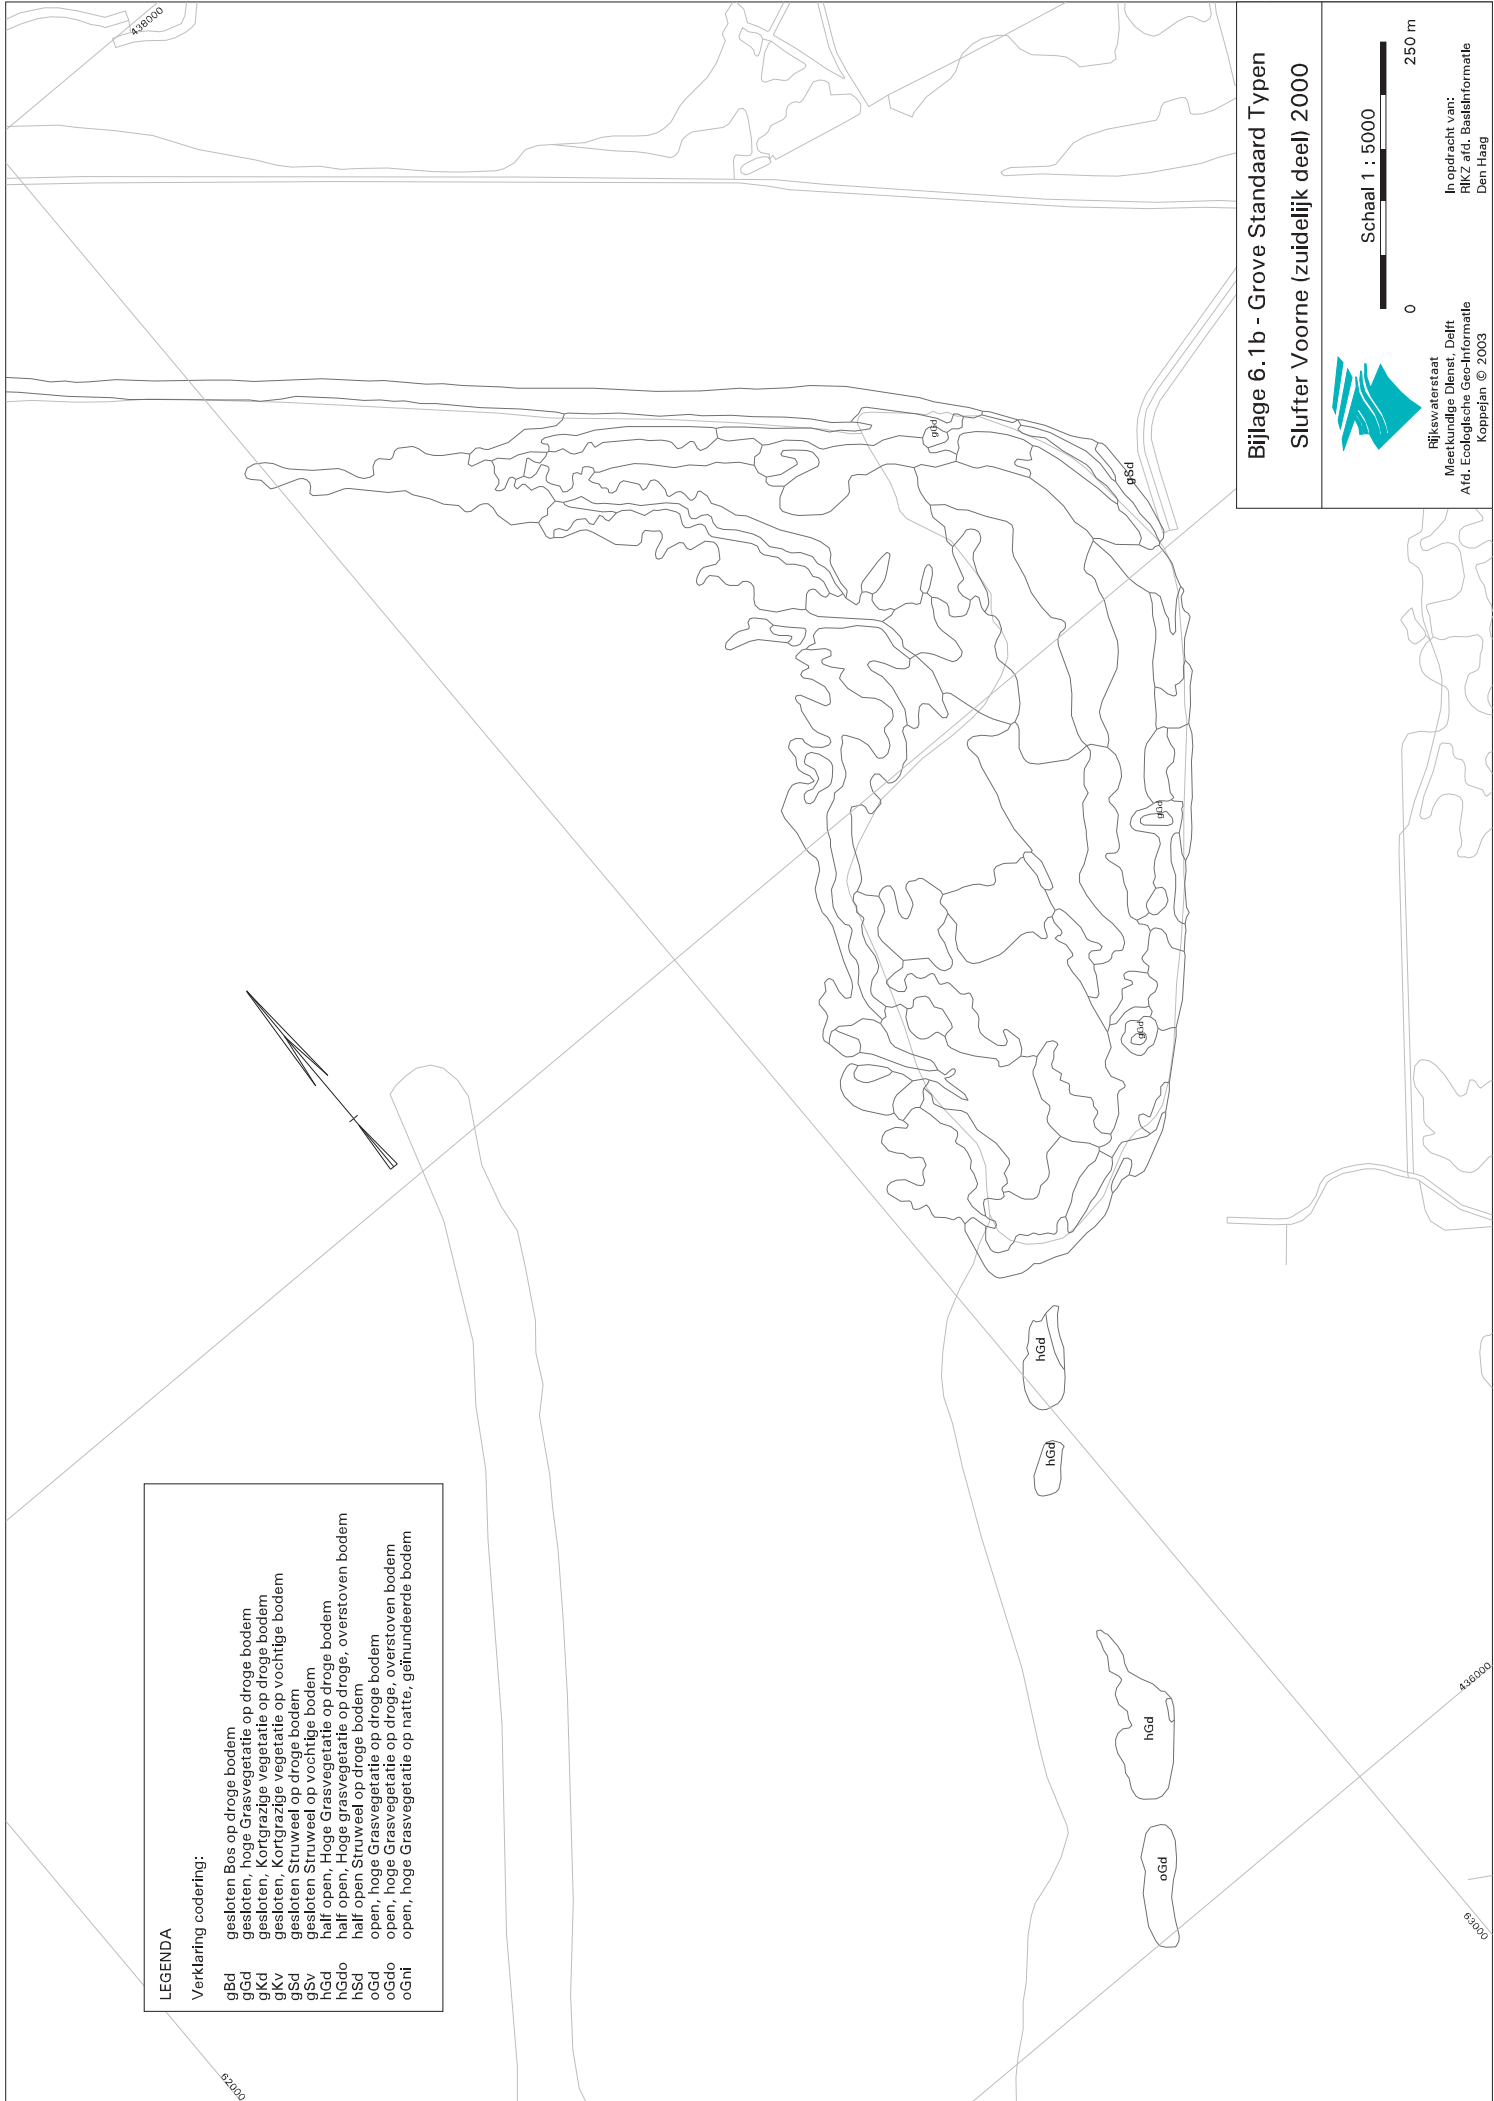 Bijlage 6.1b - Grove Standaard Typen
Slufter Voorne (zuidelijk deel) 2000
Schaal 1 : 5000
0
250 m
Rijkswaterstaat
Meetkundige Dienst, Delft
Afd. Ecologische Geo-Informatie
Koppejan © 2003
In opdracht van:
RIKZ afd. BasisInformatie
Den Haag
LEGENDA
Verklaring codering:
gBd gesloten Bos op droge bodem
gGd gesloten, hoge Grasvegetatie op droge bodem
gKd gesloten, Kortgrazige vegetatie op droge bodem
gKv gesloten, Kortgrazige vegetatie op vochtige bodem
gSd gesloten Struweel op droge bodem
gSv gesloten Struweel op vochtige bodem
hGd half open, Hoge Grasvegetatie op droge bodem
hGdo half open, Hoge grasvegetatie op droge, overstoven bodem
hSd half open Struweel op droge bodem
oGd open, hoge Grasvegetatie op droge bodem
oGdo open, hoge Grasvegetatie op droge, overstoven bodem
oGni open, hoge Grasvegetatie op natte, geïnundeerde bodem
438000
gSd
hGd
hGd
hGd
oGd
436000
63000
62000